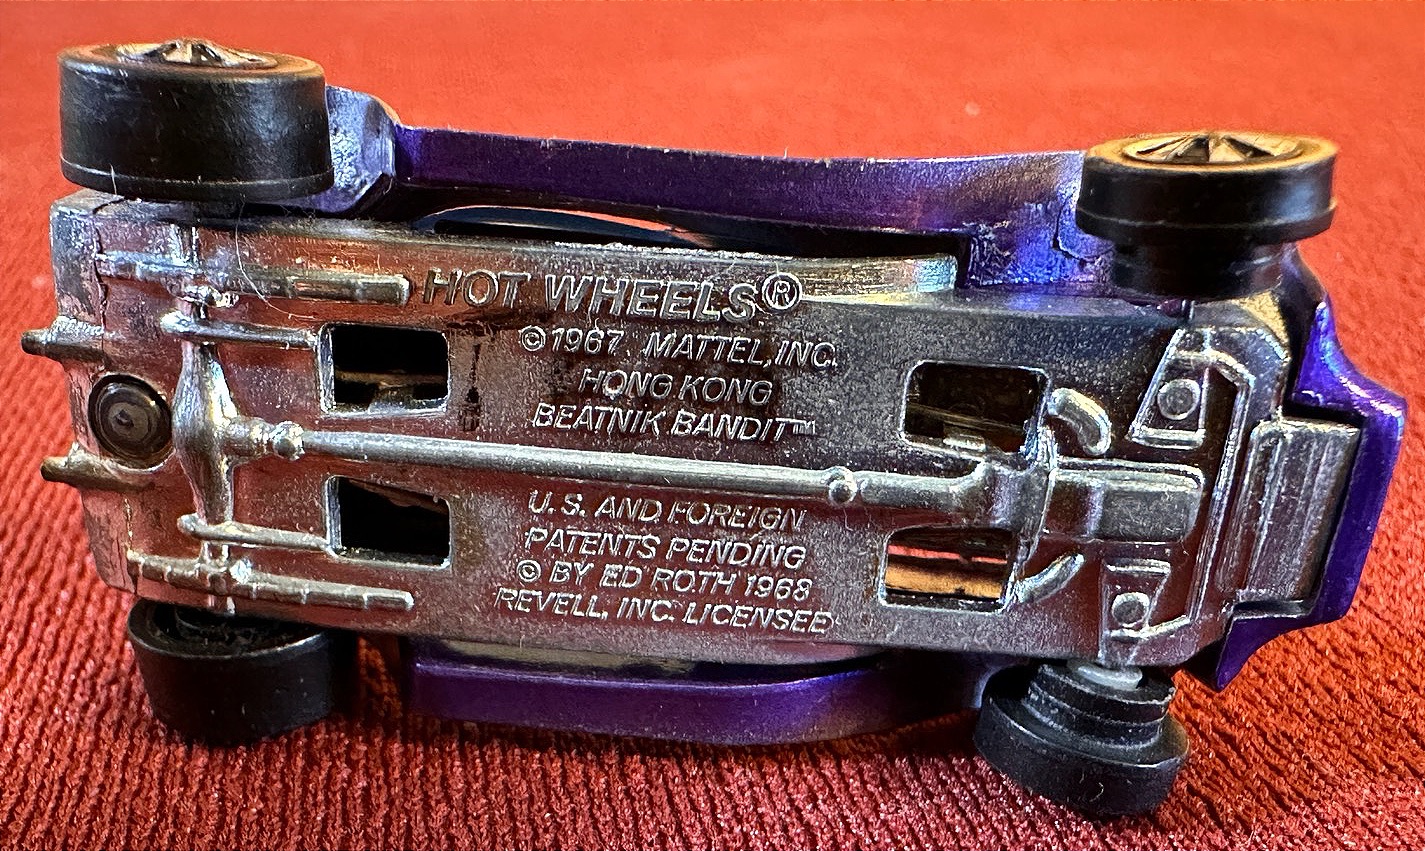 HOT WHEELS®
©1967 MATTEL, INC.
HONG KONG
BEATNIK BANDIT™
U.S. AND FOREIGN
PATENTS PENDING
© BY ED ROTH 1968
REVELL, INC. LICENSED